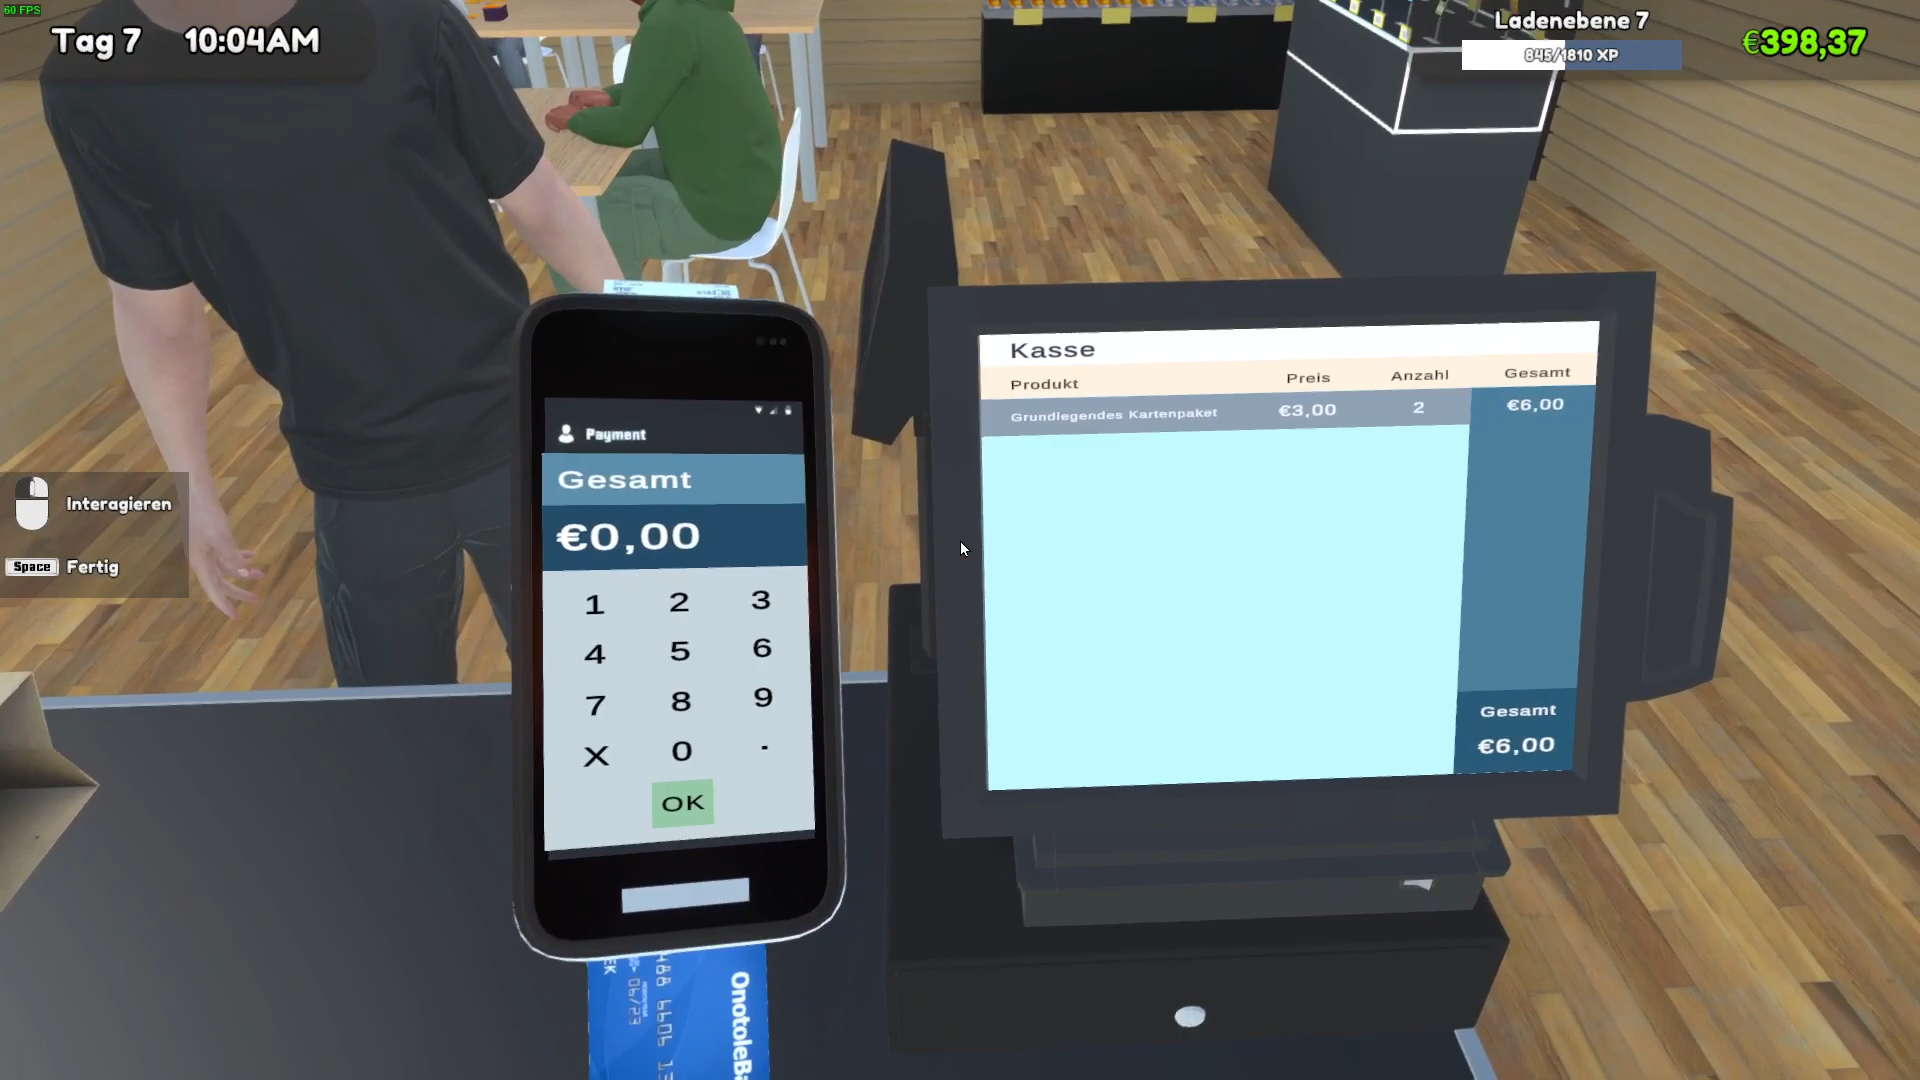 60 FPS
Tag 7 10:04AM
Ladenebene 7
845/1810 XP
€398,37
Interagieren
Space Fertig
Payment
Gesamt
€0,00
1 2 3
4 5 6
7 8 9
X 0 .
OK
Kasse
Produkt Preis Anzahl Gesamt
Grundlegendes Kartenpaket €3,00 2 €6,00
Gesamt
€6,00
06/23